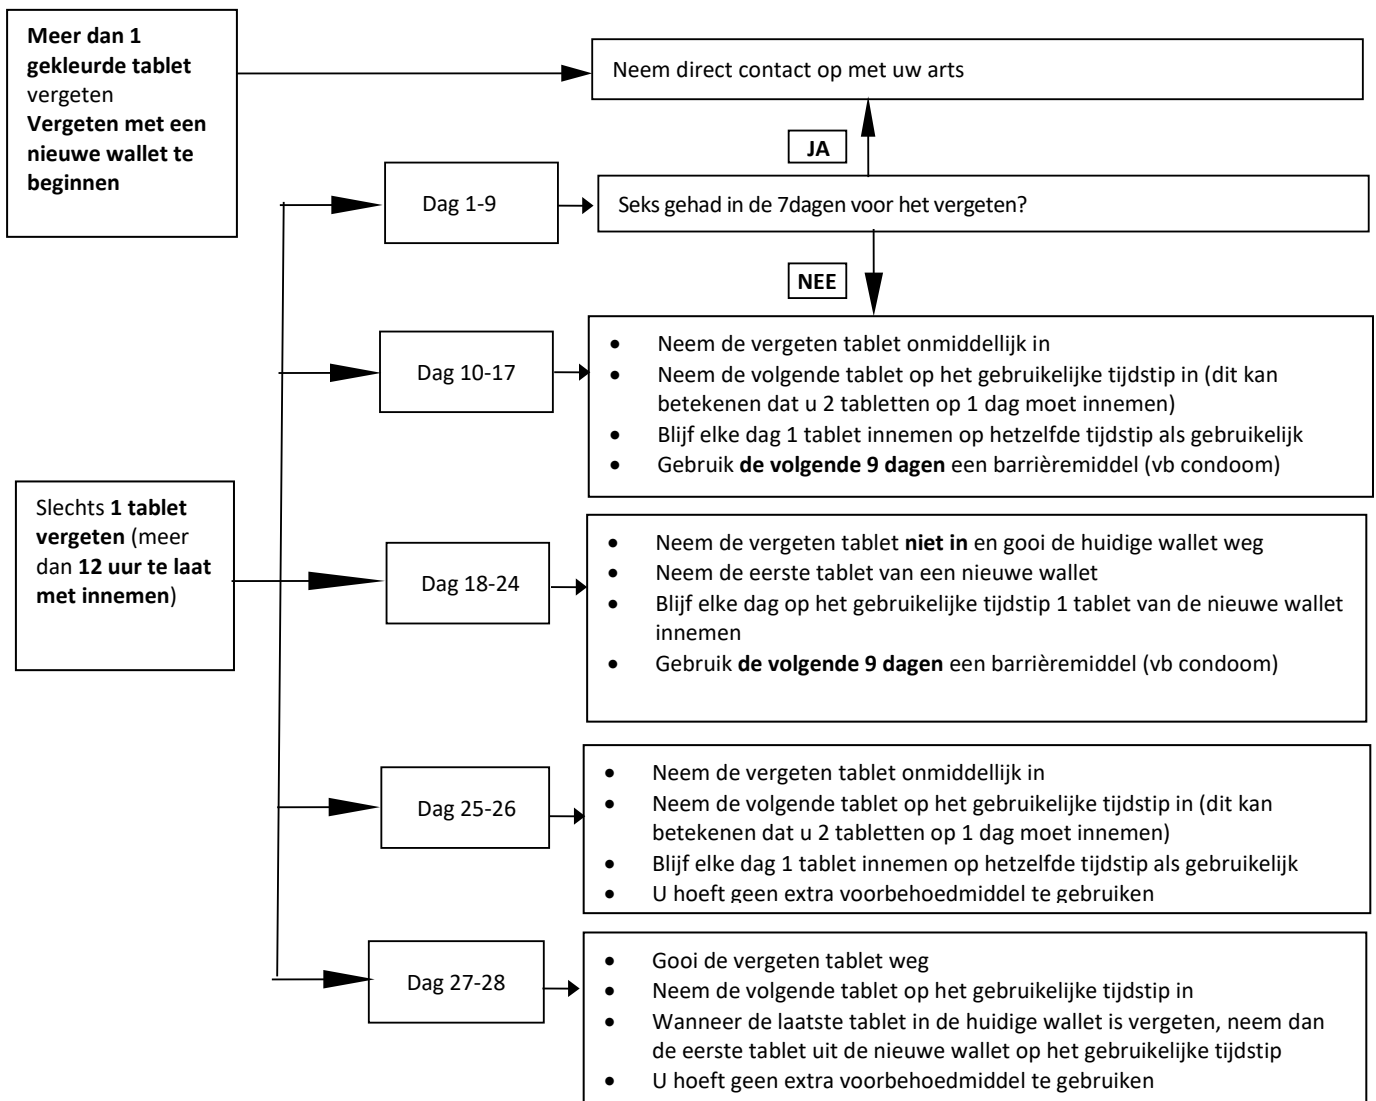 Meer dan 1
gekleurde tablet
vergeten
Vergeten met een
nieuwe wallet te
beginnen
Neem direct contact op met uw arts
JA
Dag 1-9
Seks gehad in de 7dagen voor het vergeten?
NEE
Dag 10-17
• Neem de vergeten tablet onmiddellijk in
• Neem de volgende tablet op het gebruikelijke tijdstip in (dit kan
betekenen dat u 2 tabletten op 1 dag moet innemen)
• Blijf elke dag 1 tablet innemen op hetzelfde tijdstip als gebruikelijk
• Gebruik de volgende 9 dagen een barrièremiddel (vb condoom)
Slechts 1 tablet
vergeten (meer
dan 12 uur te laat
met innemen)
Dag 18-24
• Neem de vergeten tablet niet in en gooi de huidige wallet weg
• Neem de eerste tablet van een nieuwe wallet
• Blijf elke dag op het gebruikelijke tijdstip 1 tablet van de nieuwe wallet
innemen
• Gebruik de volgende 9 dagen een barrièremiddel (vb condoom)
Dag 25-26
• Neem de vergeten tablet onmiddellijk in
• Neem de volgende tablet op het gebruikelijke tijdstip in (dit kan
betekenen dat u 2 tabletten op 1 dag moet innemen)
• Blijf elke dag 1 tablet innemen op hetzelfde tijdstip als gebruikelijk
• U hoeft geen extra voorbehoedmiddel te gebruiken
Dag 27-28
• Gooi de vergeten tablet weg
• Neem de volgende tablet op het gebruikelijke tijdstip in
• Wanneer de laatste tablet in de huidige wallet is vergeten, neem dan
de eerste tablet uit de nieuwe wallet op het gebruikelijke tijdstip
• U hoeft geen extra voorbehoedmiddel te gebruiken